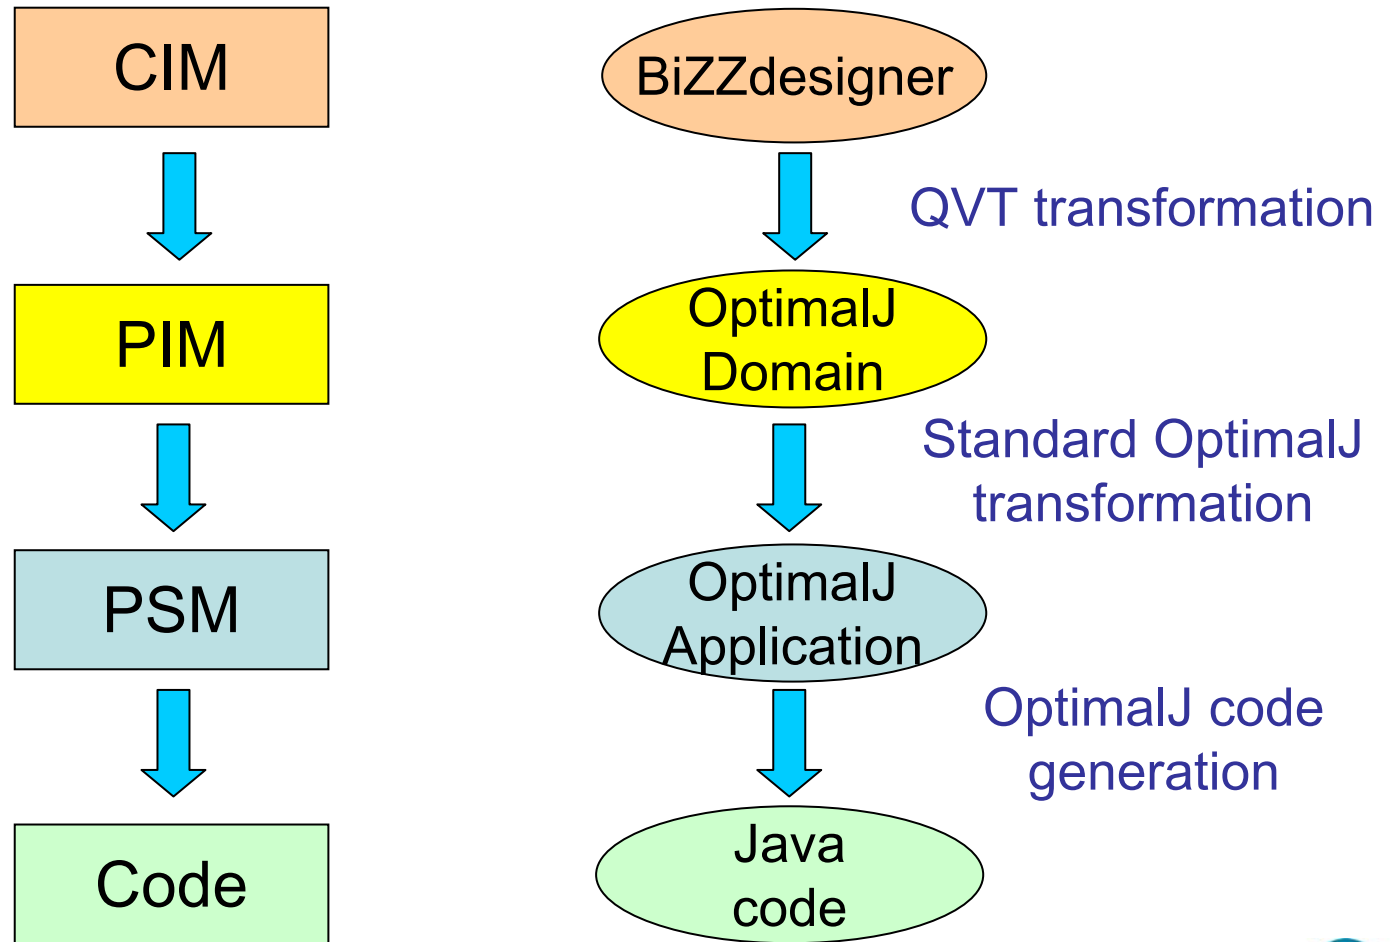 CIM
BiZZdesigner
QVT transformation
PIM
OptimalJ
Domain
Standard OptimalJ
transformation
PSM
OptimalJ
Application
OptimalJ code
generation
Code
Java
code